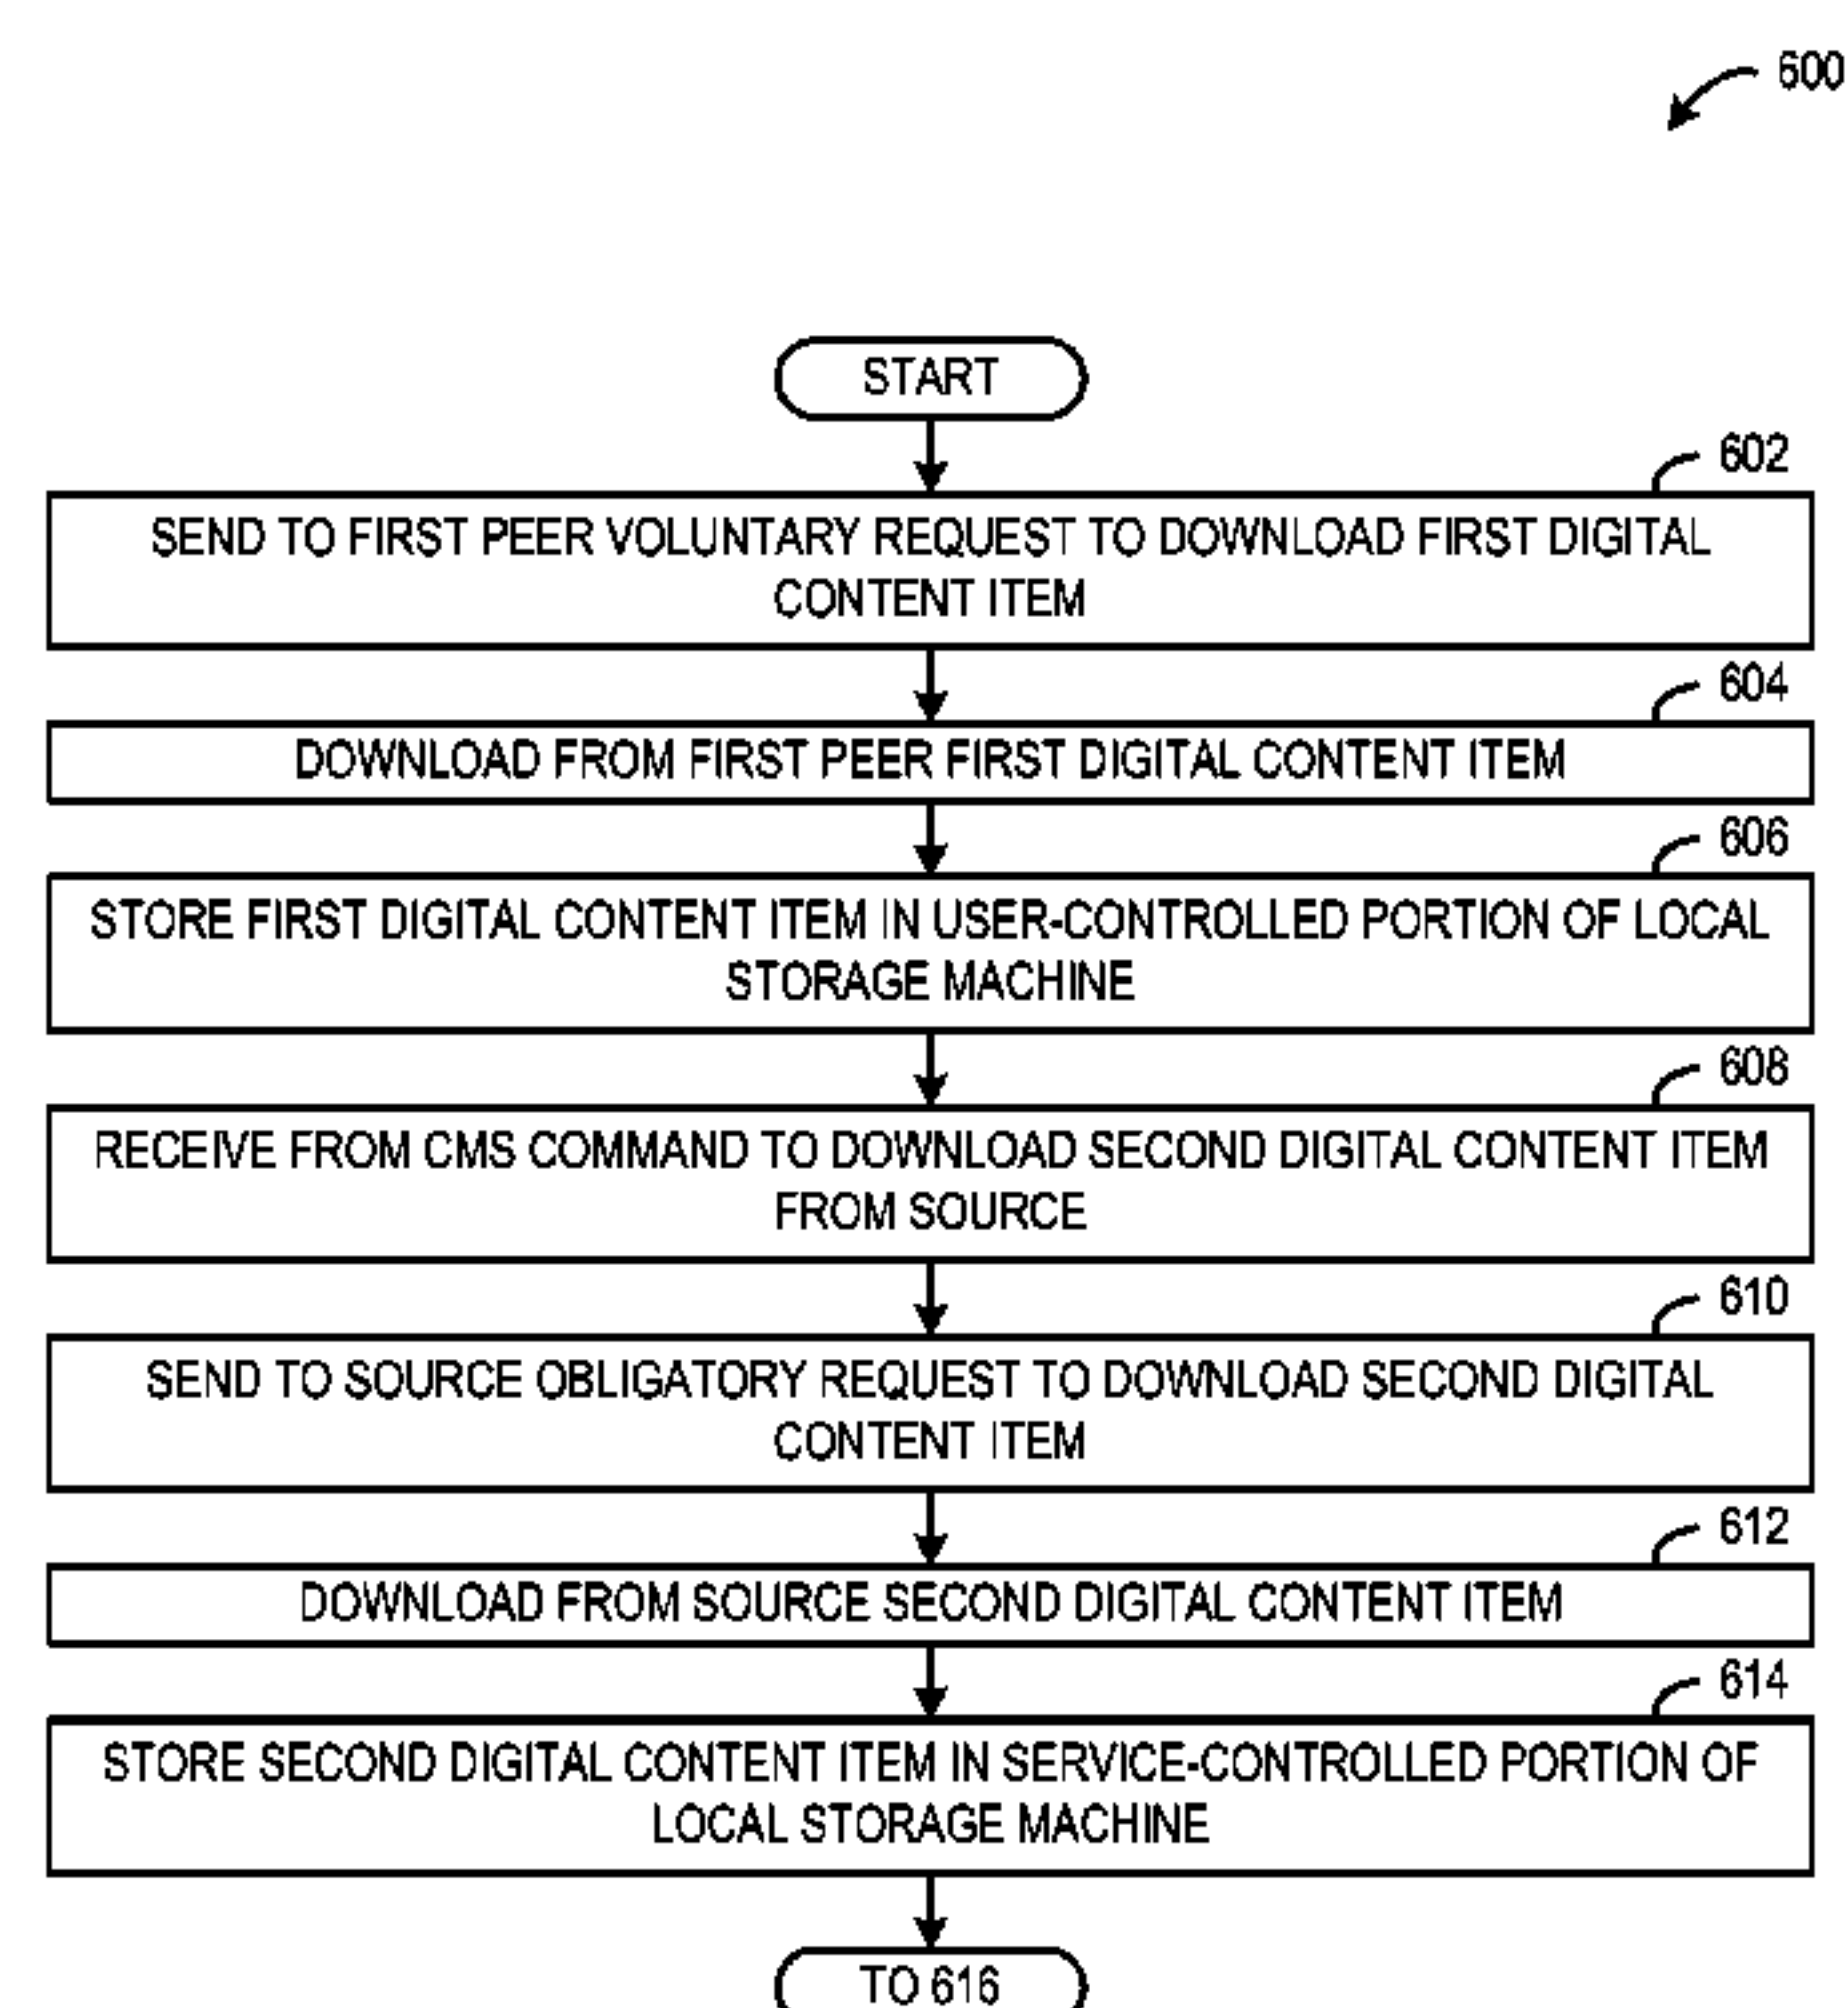 600
START
602
SEND TO FIRST PEER VOLUNTARY REQUEST TO DOWNLOAD FIRST DIGITAL
CONTENT ITEM
604
DOWNLOAD FROM FIRST PEER FIRST DIGITAL CONTENT ITEM
606
STORE FIRST DIGITAL CONTENT ITEM IN USER-CONTROLLED PORTION OF LOCAL
STORAGE MACHINE
608
RECEIVE FROM CMS COMMAND TO DOWNLOAD SECOND DIGITAL CONTENT ITEM
FROM SOURCE
610
SEND TO SOURCE OBLIGATORY REQUEST TO DOWNLOAD SECOND DIGITAL
CONTENT ITEM
612
DOWNLOAD FROM SOURCE SECOND DIGITAL CONTENT ITEM
614
STORE SECOND DIGITAL CONTENT ITEM IN SERVICE-CONTROLLED PORTION OF
LOCAL STORAGE MACHINE
TO 616